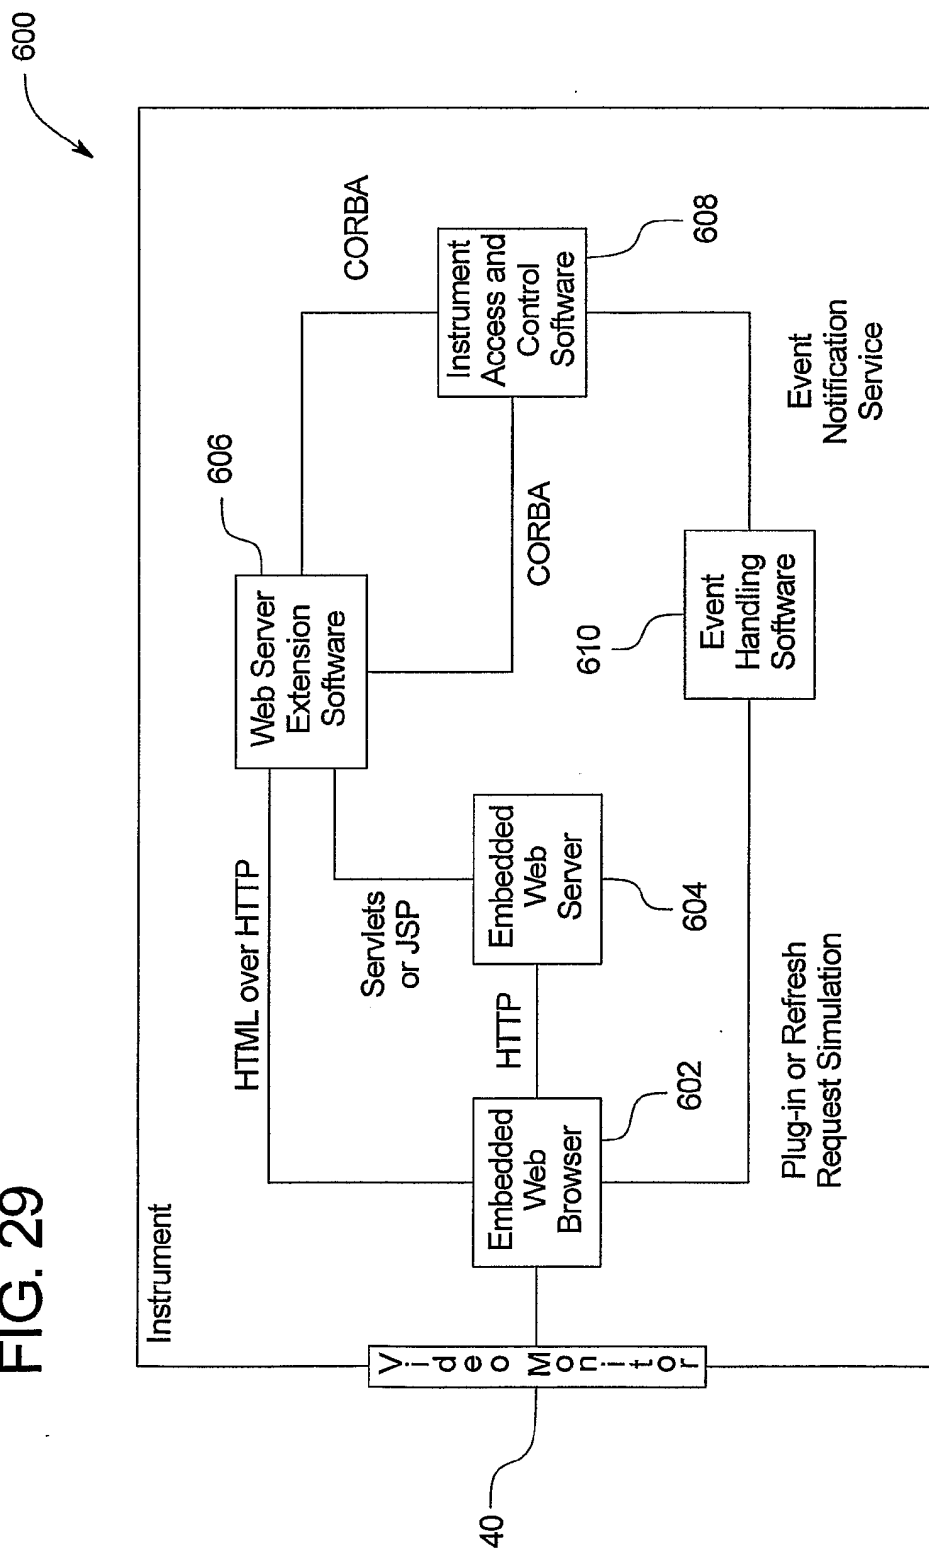 FIG. 29
600
Instrument
HTML over HTTP
606
CORBA
Web Server
Extension
Software
Servlets
or JSP
Instrument
Access and
Control
Software
608
CORBA
Video Monitor
40
Embedded
Web
Browser
602
HTTP
Embedded
Web
Server
604
610
Event
Handling
Software
Plug-in or Refresh
Request Simulation
Event
Notification
Service